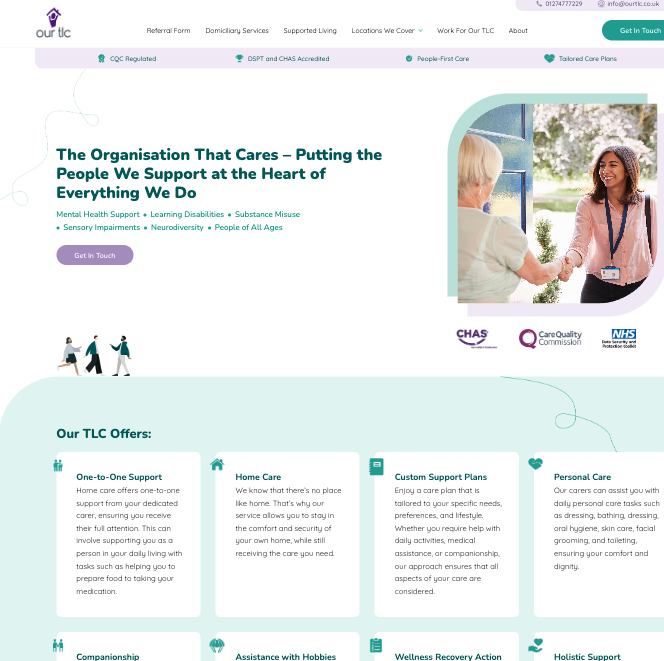 01274777229 info@ourtlc.co.uk
our tlc
Referral Form Domiciliary Services Supported Living Locations We Cover Work For Our TLC About
Get In Touch
CQC Regulated DSPT and CHAS Accredited People-First Care Tailored Care Plans
The Organisation That Cares – Putting the
People We Support at the Heart of
Everything We Do
Mental Health Support • Learning Disabilities • Substance Misuse
• Sensory Impairments • Neurodiversity • People of All Ages
Get In Touch
CHAS
CareQuality
Commission
NHS
Data Security and
Protection Toolkit
Our TLC Offers:
One-to-One Support
Home care offers one-to-one
support from your dedicated
carer, ensuring you receive
their full attention. This can
involve supporting you as a
person in your daily living with
tasks such as helping you to
prepare food to taking your
medication.
Home Care
We know that there's no place
like home. That's why our
service allows you to stay in
the comfort and security of
your own home, while still
receiving the care you need.
Custom Support Plans
Enjoy a care plan that is
tailored to your specific needs,
preferences, and lifestyle.
Whether you require help with
daily activities, medical
assistance, or companionship,
our approach ensures that all
aspects of your care are
considered.
Personal Care
Our carers can assist you with
daily personal care tasks such
as dressing, bathing, dressing,
oral hygiene, skin care, facial
grooming, and toileting,
ensuring your comfort and
dignity.
Companionship
Assistance with Hobbies
Wellness Recovery Action
Holistic Support